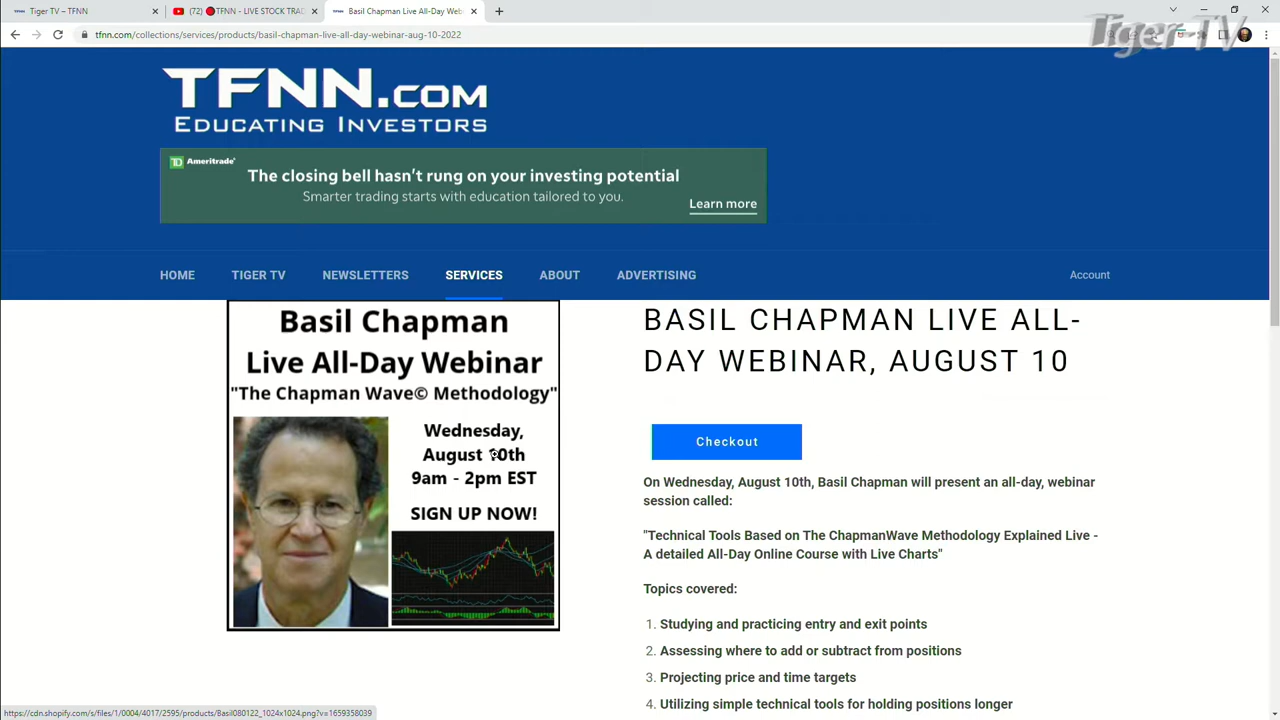 Tiger TV – TFNN
(72) 🔴TFNN - LIVE STOCK TRAD
Basil Chapman Live All-Day Web
tfnn.com/collections/services/products/basil-chapman-live-all-day-webinar-aug-10-2022
Tiger TV
TFNN.COM
EDUCATING INVESTORS
TD Ameritrade®
The closing bell hasn't rung on your investing potential
Smarter trading starts with education tailored to you.
Learn more
HOME TIGER TV NEWSLETTERS SERVICES ABOUT ADVERTISING Account
Basil Chapman
Live All-Day Webinar
"The Chapman Wave© Methodology"
Wednesday,
August 10th
9am - 2pm EST
SIGN UP NOW!
BASIL CHAPMAN LIVE ALL-
DAY WEBINAR, AUGUST 10
Checkout
On Wednesday, August 10th, Basil Chapman will present an all-day, webinar
session called:
"Technical Tools Based on The ChapmanWave Methodology Explained Live -
A detailed All-Day Online Course with Live Charts"
Topics covered:
1. Studying and practicing entry and exit points
2. Assessing where to add or subtract from positions
3. Projecting price and time targets
4. Utilizing simple technical tools for holding positions longer
https://cdn.shopify.com/s/files/1/0004/4017/2595/products/Basil080122_1024x1024.png?v=1659358039